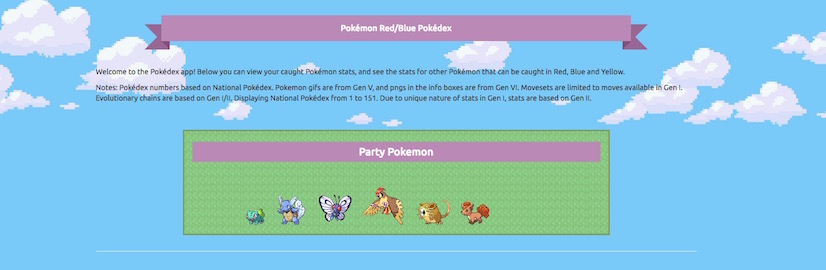 Pokémon Red/Blue Pokédex
Welcome to the Pokédex app! Below you can view your caught Pokémon stats, and see the stats for other Pokémon that can be caught in Red, Blue and Yellow.
Notes: Pokédex numbers based on National Pokédex. Pokemon gifs are from Gen V, and pngs in the info boxes are from Gen VI. Movesets are limited to moves available in Gen I.
Evolutionary chains are based on Gen I/II. Displaying National Pokédex from 1 to 151. Due to unique nature of stats in Gen I, stats are based on Gen II.
Party Pokemon